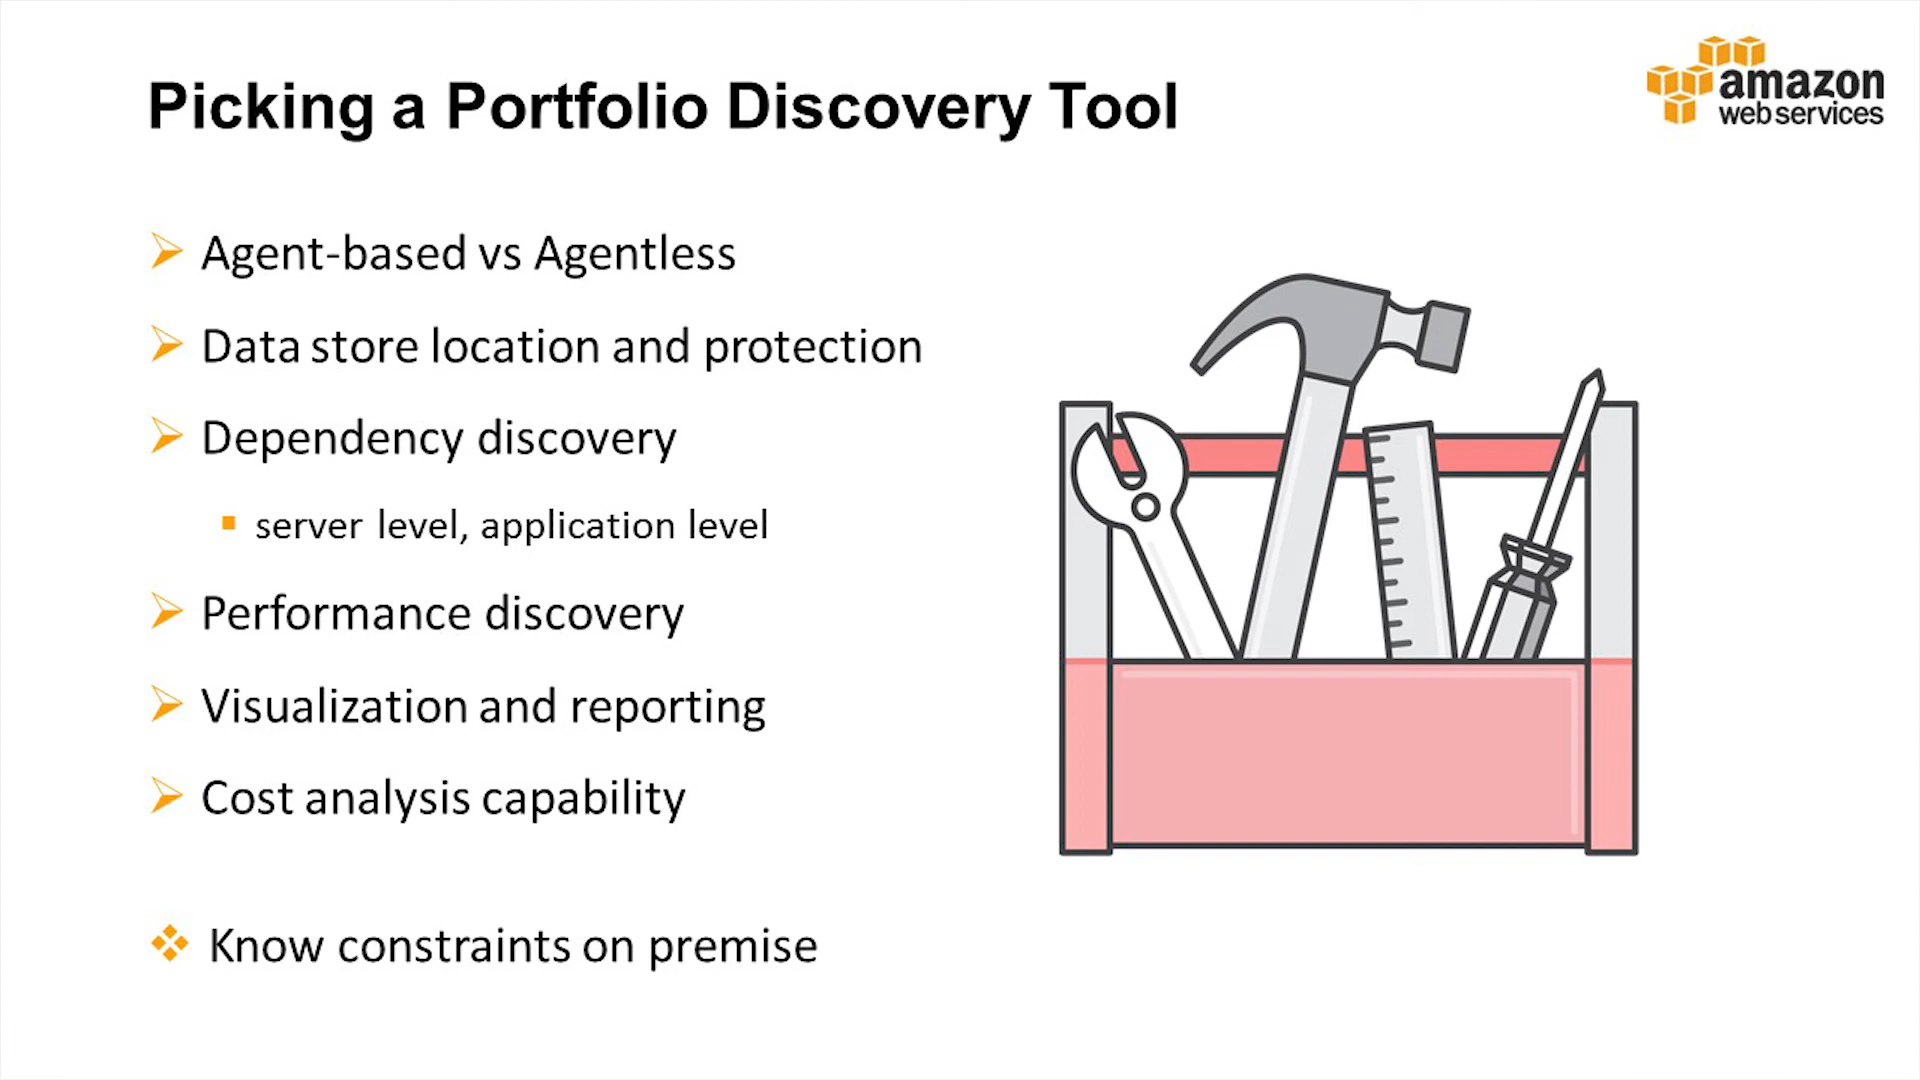 Picking a Portfolio Discovery Tool
amazon
web services
Agent-based vs Agentless
Data store location and protection
Dependency discovery
server level, application level
Performance discovery
Visualization and reporting
Cost analysis capability
Know constraints on premise